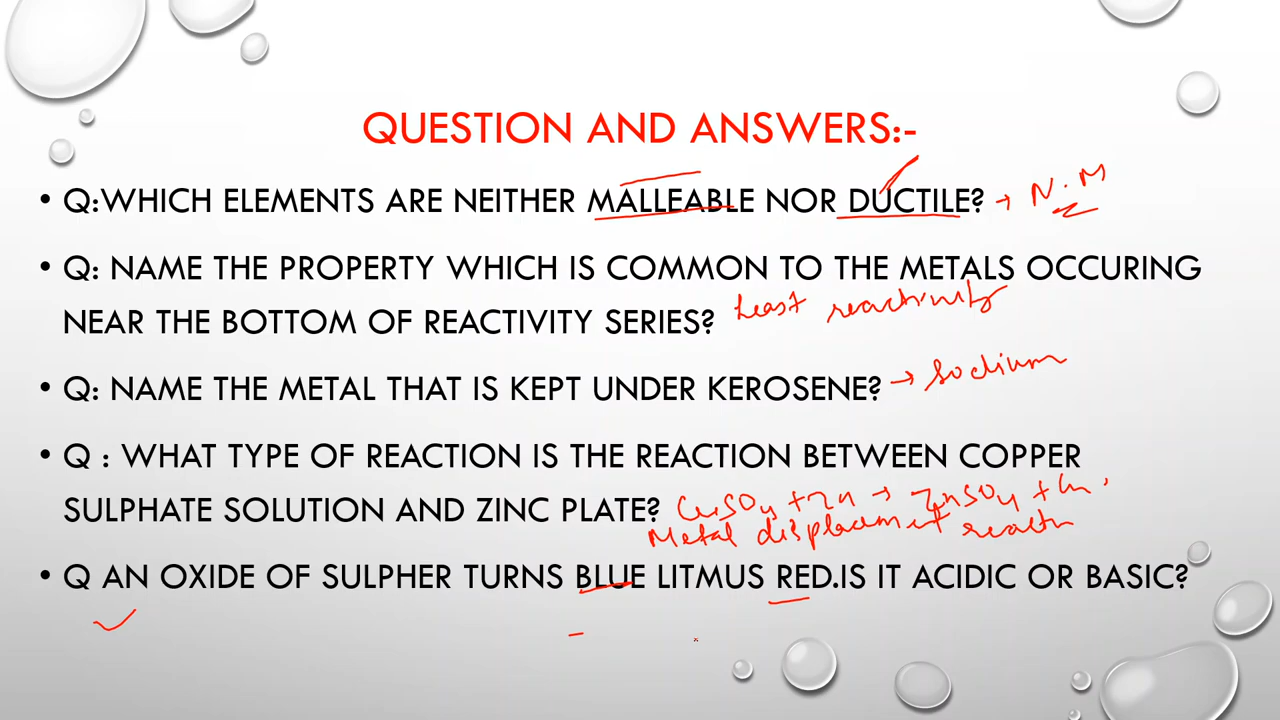 QUESTION AND ANSWERS:-
• Q:WHICH ELEMENTS ARE NEITHER MALLEABLE NOR DUCTILE? → N.M
• Q: NAME THE PROPERTY WHICH IS COMMON TO THE METALS OCCURING
NEAR THE BOTTOM OF REACTIVITY SERIES? Least reactivity
• Q: NAME THE METAL THAT IS KEPT UNDER KEROSENE? → Sodium
• Q : WHAT TYPE OF REACTION IS THE REACTION BETWEEN COPPER
SULPHATE SOLUTION AND ZINC PLATE? CuSO4 + Zn → ZnSO4 + Cu
Metal displacement
• Q AN OXIDE OF SULPHER TURNS BLUE LITMUS RED.IS IT ACIDIC OR BASIC?